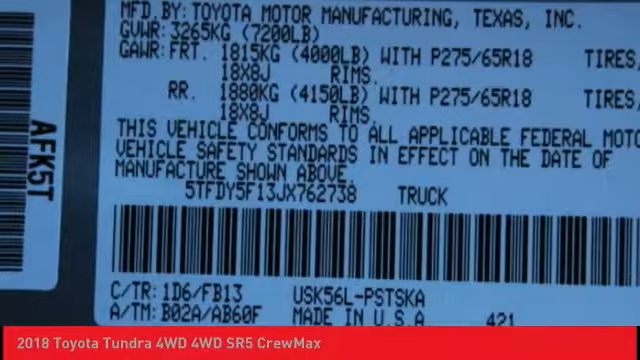 MFD. BY: TOYOTA MOTOR MANUFACTURING, TEXAS, INC.
GVWR: 3265KG (7200LB)
GAWR: FRT. 1815KG (4000LB) WITH P275/65R18 TIRES,
18X8J RIMS.
RR. 1880KG (4150LB) WITH P275/65R18 TIRES,
18X8J RIMS.
THIS VEHICLE CONFORMS TO ALL APPLICABLE FEDERAL MOTO
VEHICLE SAFETY STANDARDS IN EFFECT ON THE DATE OF
MANUFACTURE SHOWN ABOVE.
5TFDY5F13JX762738 TRUCK
AFK5T
C/TR: 1D6/FB13 USK56L-PSTSKA
A/TM: B02A/AB60F MADE IN U.S.A 421
2018 Toyota Tundra 4WD 4WD SR5 CrewMax